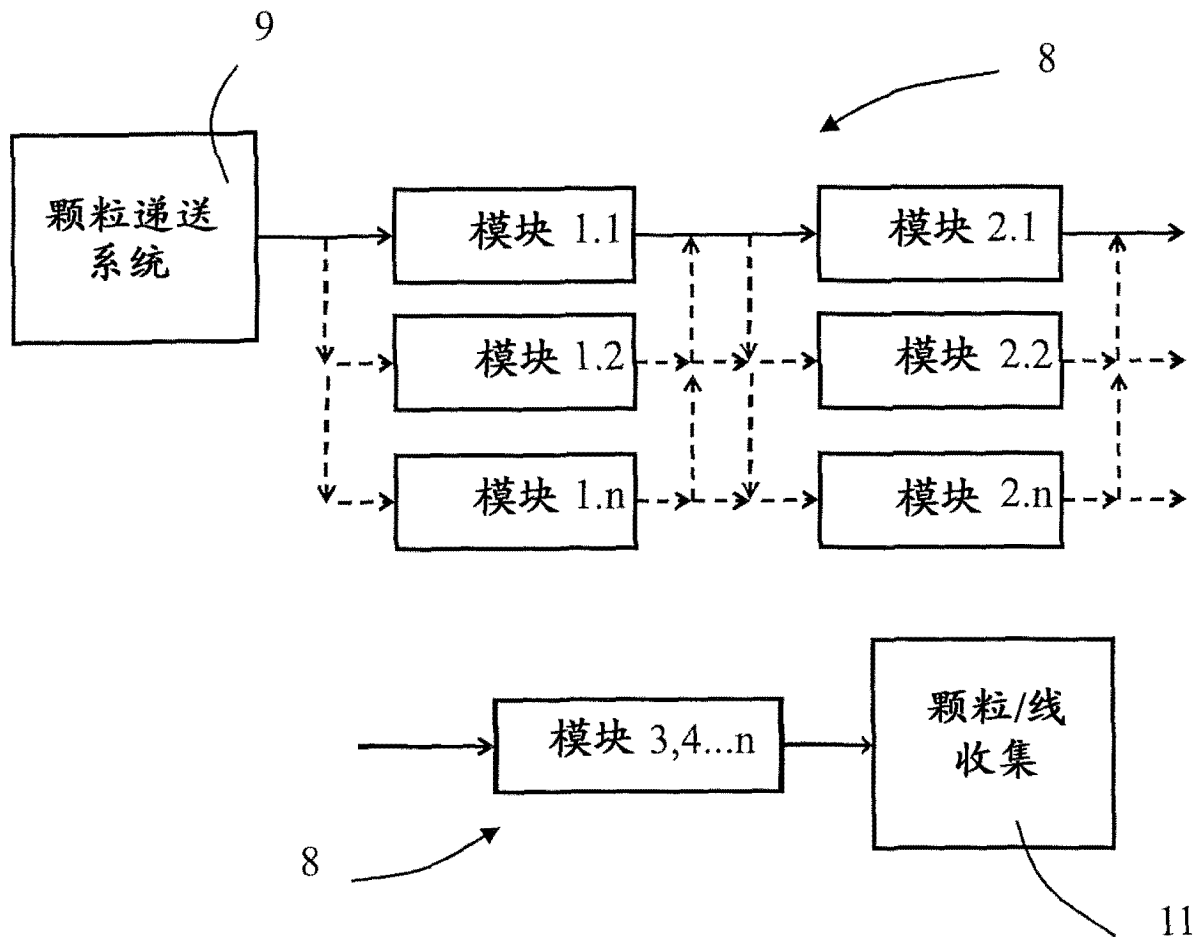 9
8
颗粒递送
系统
模块 1.1
模块 2.1
模块 1.2
模块 2.2
模块 1.n
模块 2.n
模块 3,4...n
颗粒/线
收集
8
11